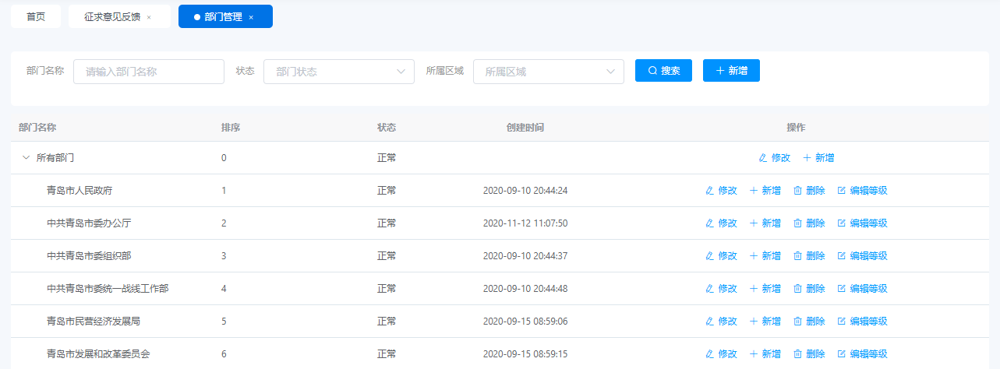 首页 征求意见反馈 × 部门管理 ×
部门名称 请输入部门名称 状态 部门状态 所属区域 所属区域 搜索 新增
部门名称 排序 状态 创建时间 操作
所有部门 0 正常 修改 新增
青岛市人民政府 1 正常 2020-09-10 20:44:24 修改 新增 删除 编辑等级
中共青岛市委办公厅 2 正常 2020-11-12 11:07:50 修改 新增 删除 编辑等级
中共青岛市委组织部 3 正常 2020-09-10 20:44:37 修改 新增 删除 编辑等级
中共青岛市委统一战线工作部 4 正常 2020-09-10 20:44:48 修改 新增 删除 编辑等级
青岛市民营经济发展局 5 正常 2020-09-15 08:59:06 修改 新增 删除 编辑等级
青岛市发展和改革委员会 6 正常 2020-09-15 08:59:15 修改 新增 删除 编辑等级